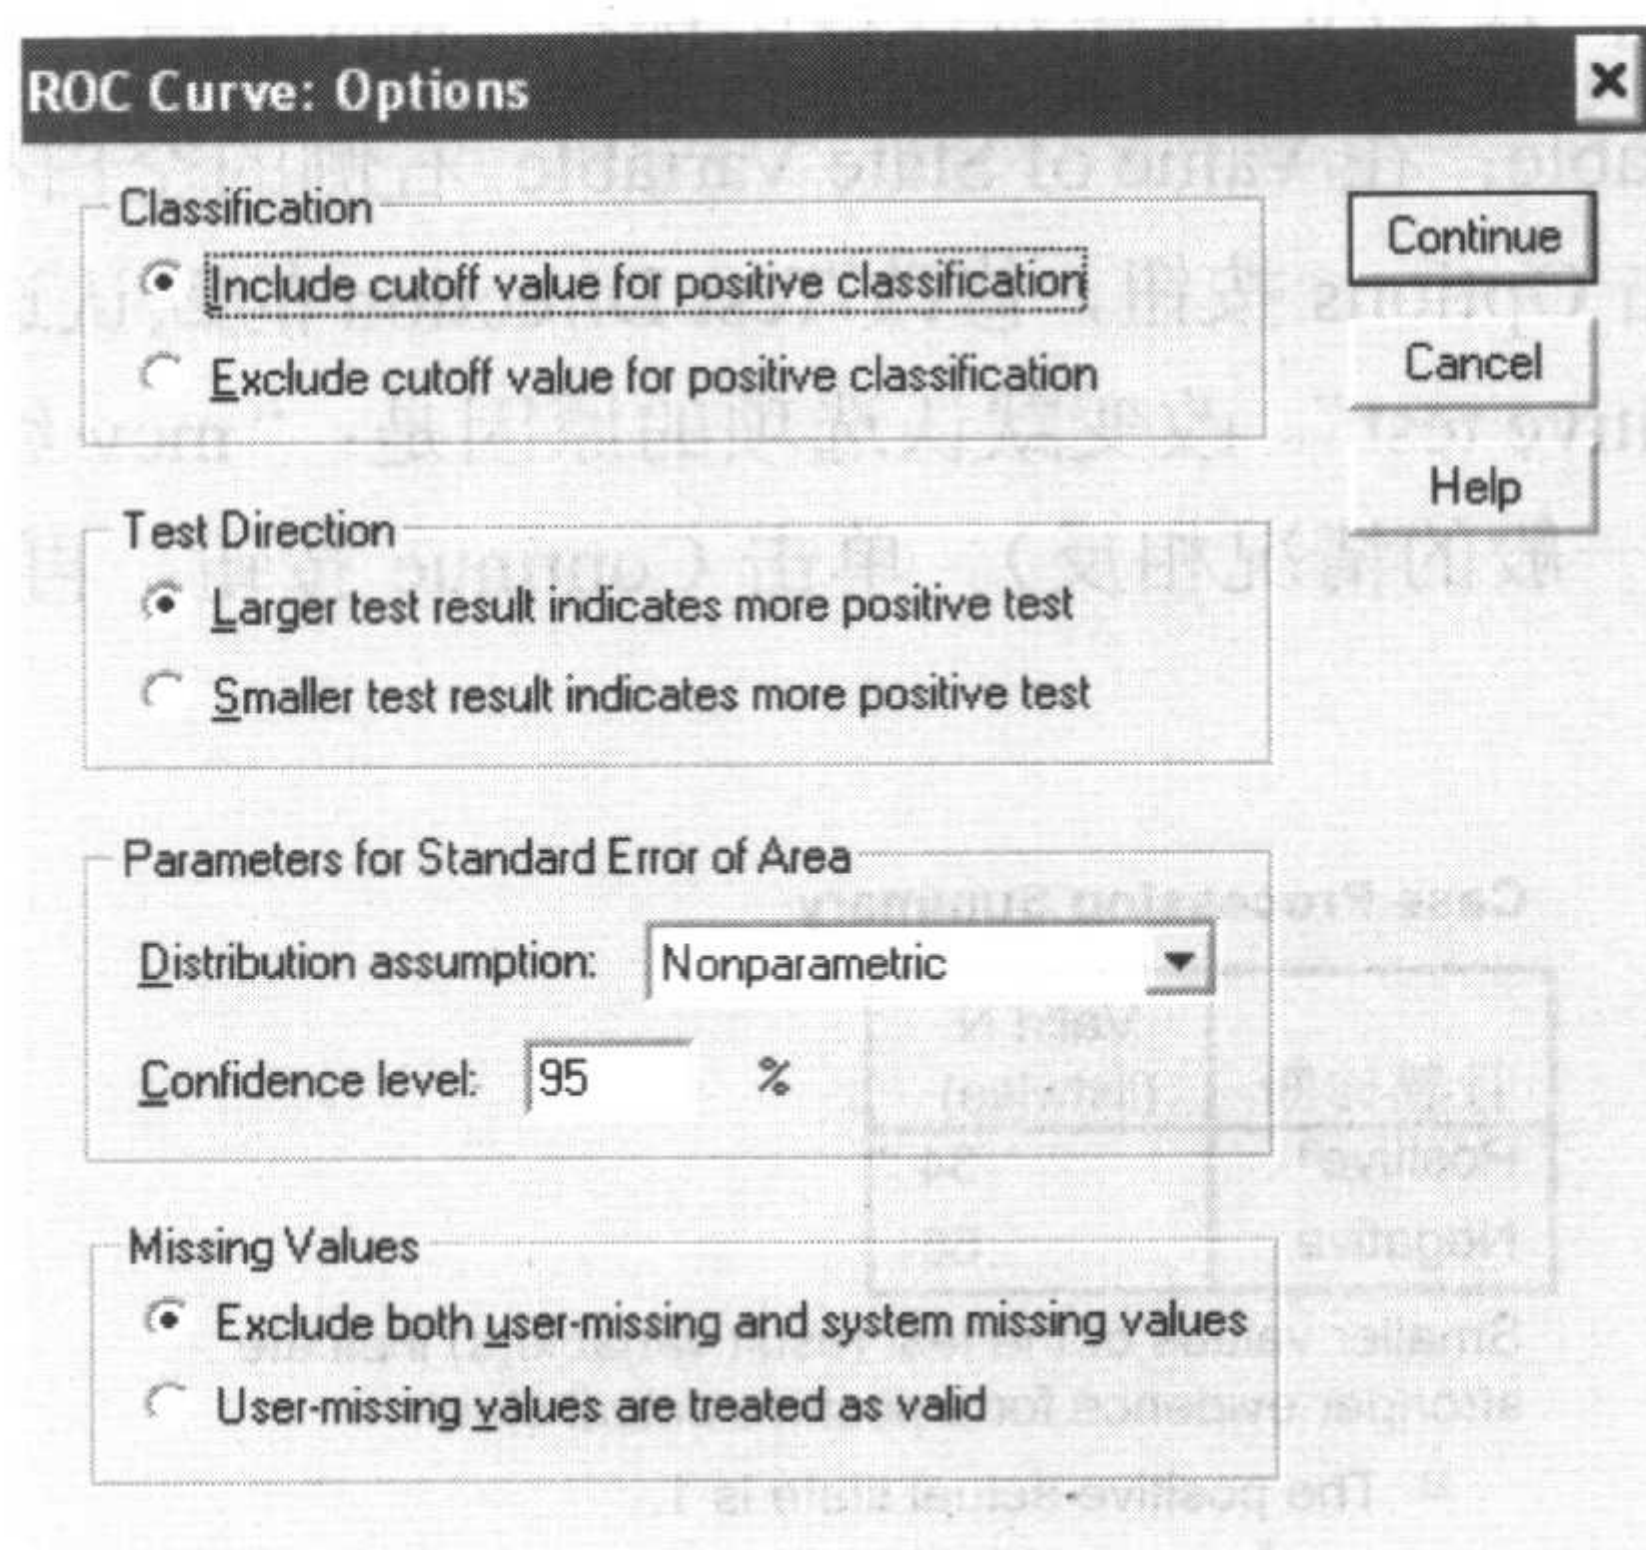 ROC Curve: Options
Classification
Include cutoff value for positive classification
Exclude cutoff value for positive classification
Continue
Cancel
Help
Test Direction
Larger test result indicates more positive test
Smaller test result indicates more positive test
Parameters for Standard Error of Area
Distribution assumption: Nonparametric
Confidence level: 95 %
Missing Values
Exclude both user-missing and system missing values
User-missing values are treated as valid